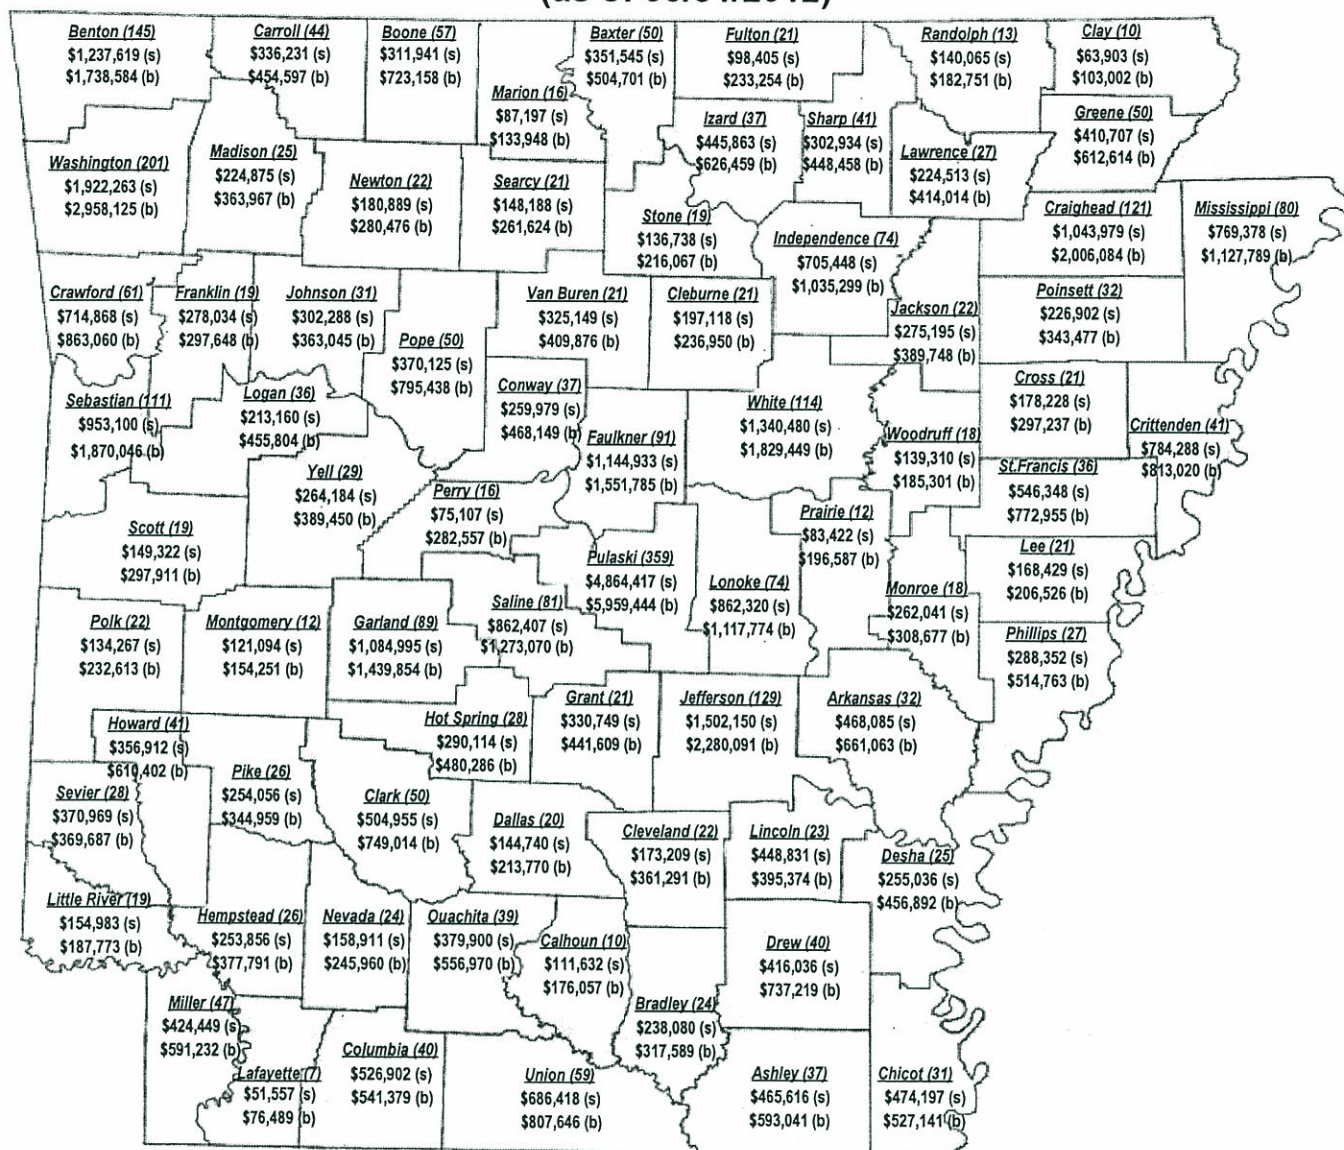 Benton (145)
$1,237,619 (s)
$1,738,584 (b)
Carroll (44)
$336,231 (s)
$454,597 (b)
Boone (57)
$311,941 (s)
$723,158 (b)
Marion (16)
$87,197 (s)
$133,948 (b)
Baxter (50)
$351,545 (s)
$504,701 (b)
Fulton (21)
$98,405 (s)
$233,254 (b)
Randolph (13)
$140,065 (s)
$182,751 (b)
Clay (10)
$63,903 (s)
$103,002 (b)
Washington (201)
$1,922,263 (s)
$2,958,125 (b)
Madison (25)
$224,875 (s)
$363,967 (b)
Newton (22)
$180,889 (s)
$280,476 (b)
Searcy (21)
$148,188 (s)
$261,624 (b)
Izard (37)
$445,863 (s)
$626,459 (b)
Sharp (41)
$302,934 (s)
$448,458 (b)
Lawrence (27)
$224,513 (s)
$414,014 (b)
Greene (50)
$410,707 (s)
$612,614 (b)
Stone (19)
$136,738 (s)
$216,067 (b)
Independence (74)
$705,448 (s)
$1,035,299 (b)
Craighead (121)
$1,043,979 (s)
$2,006,084 (b)
Mississippi (80)
$769,378 (s)
$1,127,789 (b)
Crawford (61)
$714,868 (s)
$863,060 (b)
Franklin (19)
$278,034 (s)
$297,648 (b)
Johnson (31)
$302,288 (s)
$363,045 (b)
Pope (50)
$370,125 (s)
$795,438 (b)
Van Buren (21)
$325,149 (s)
$409,876 (b)
Cleburne (21)
$197,118 (s)
$236,950 (b)
Jackson (22)
$275,195 (s)
$389,748 (b)
Poinsett (32)
$226,902 (s)
$343,477 (b)
Sebastian (111)
$953,100 (s)
$1,870,046 (b)
Logan (36)
$213,160 (s)
$455,804 (b)
Conway (37)
$259,979 (s)
$468,149 (b)
Faulkner (91)
$1,144,933 (s)
$1,551,785 (b)
White (114)
$1,340,480 (s)
$1,829,449 (b)
Woodruff (18)
$139,310 (s)
$185,301 (b)
Cross (21)
$178,228 (s)
$297,237 (b)
Crittenden (41)
$784,288 (s)
$813,020 (b)
Yell (29)
$264,184 (s)
$389,450 (b)
Perry (16)
$75,107 (s)
$282,557 (b)
St.Francis (36)
$546,348 (s)
$772,955 (b)
Scott (19)
$149,322 (s)
$297,911 (b)
Pulaski (359)
$4,864,417 (s)
$5,959,444 (b)
Prairie (12)
$83,422 (s)
$196,587 (b)
Lee (21)
$168,429 (s)
$206,526 (b)
Polk (22)
$134,267 (s)
$232,613 (b)
Montgomery (12)
$121,094 (s)
$154,251 (b)
Garland (89)
$1,084,995 (s)
$1,439,854 (b)
Saline (81)
$862,407 (s)
$1,273,070 (b)
Lonoke (74)
$862,320 (s)
$1,117,774 (b)
Monroe (18)
$262,041 (s)
$308,677 (b)
Phillips (27)
$288,352 (s)
$514,763 (b)
Howard (41)
$356,912 (s)
$610,402 (b)
Hot Spring (28)
$290,114 (s)
$480,286 (b)
Grant (21)
$330,749 (s)
$441,609 (b)
Jefferson (129)
$1,502,150 (s)
$2,280,091 (b)
Arkansas (32)
$468,085 (s)
$661,063 (b)
Sevier (28)
$370,969 (s)
$369,687 (b)
Pike (26)
$254,056 (s)
$344,959 (b)
Clark (50)
$504,955 (s)
$749,014 (b)
Dallas (20)
$144,740 (s)
$213,770 (b)
Cleveland (22)
$173,209 (s)
$361,291 (b)
Lincoln (23)
$448,831 (s)
$395,374 (b)
Desha (25)
$255,036 (s)
$456,892 (b)
Little River (19)
$154,983 (s)
$187,773 (b)
Hempstead (26)
$253,856 (s)
$377,791 (b)
Nevada (24)
$158,911 (s)
$245,960 (b)
Ouachita (39)
$379,900 (s)
$556,970 (b)
Calhoun (10)
$111,632 (s)
$176,057 (b)
Drew (40)
$416,036 (s)
$737,219 (b)
Miller (47)
$424,449 (s)
$591,232 (b)
Bradley (24)
$238,080 (s)
$317,589 (b)
Lafayette (7)
$51,557 (s)
$76,489 (b)
Columbia (40)
$526,902 (s)
$541,379 (b)
Union (59)
$686,418 (s)
$807,646 (b)
Ashley (37)
$465,616 (s)
$593,041 (b)
Chicot (31)
$474,197 (s)
$527,141 (b)